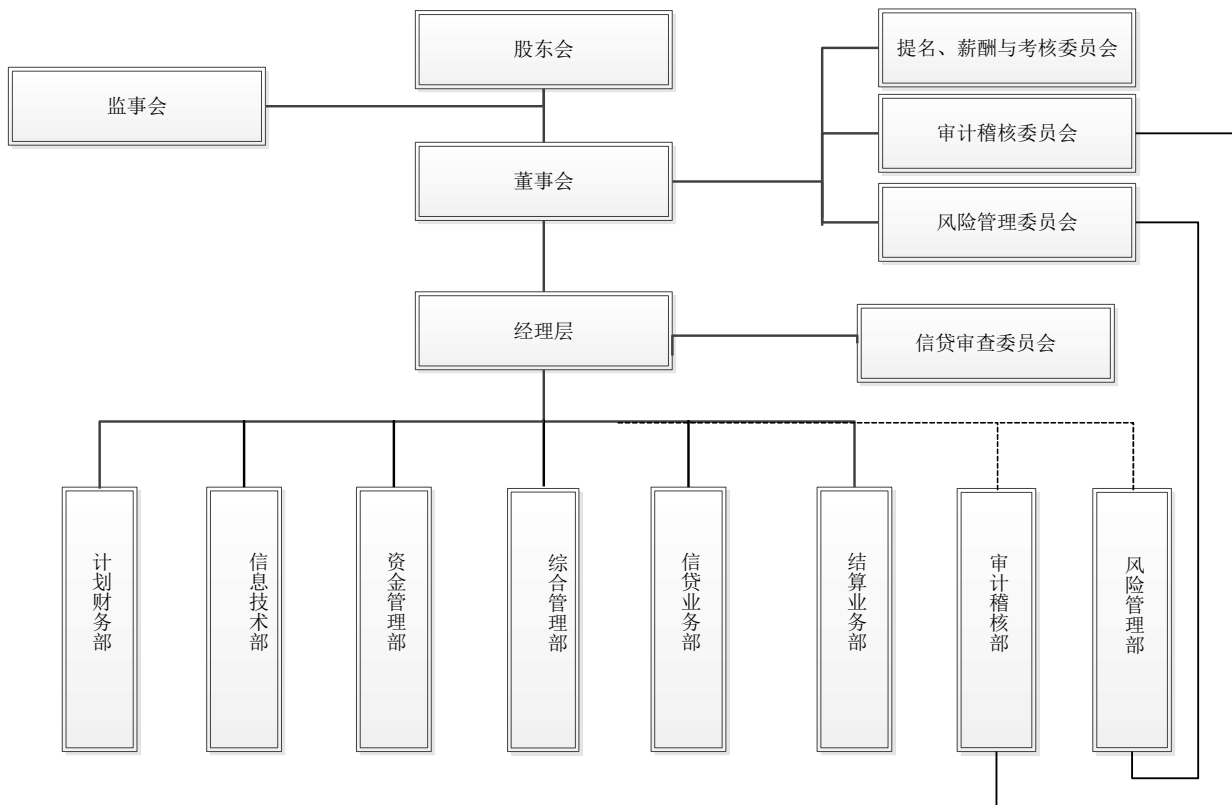 股东会
提名、薪酬与考核委员会
监事会
审计稽核委员会
董事会
风险管理委员会
经理层
信贷审查委员会
计划财务部
信息技术部
资金管理部
综合管理部
信贷业务部
结算业务部
审计稽核部
风险管理部